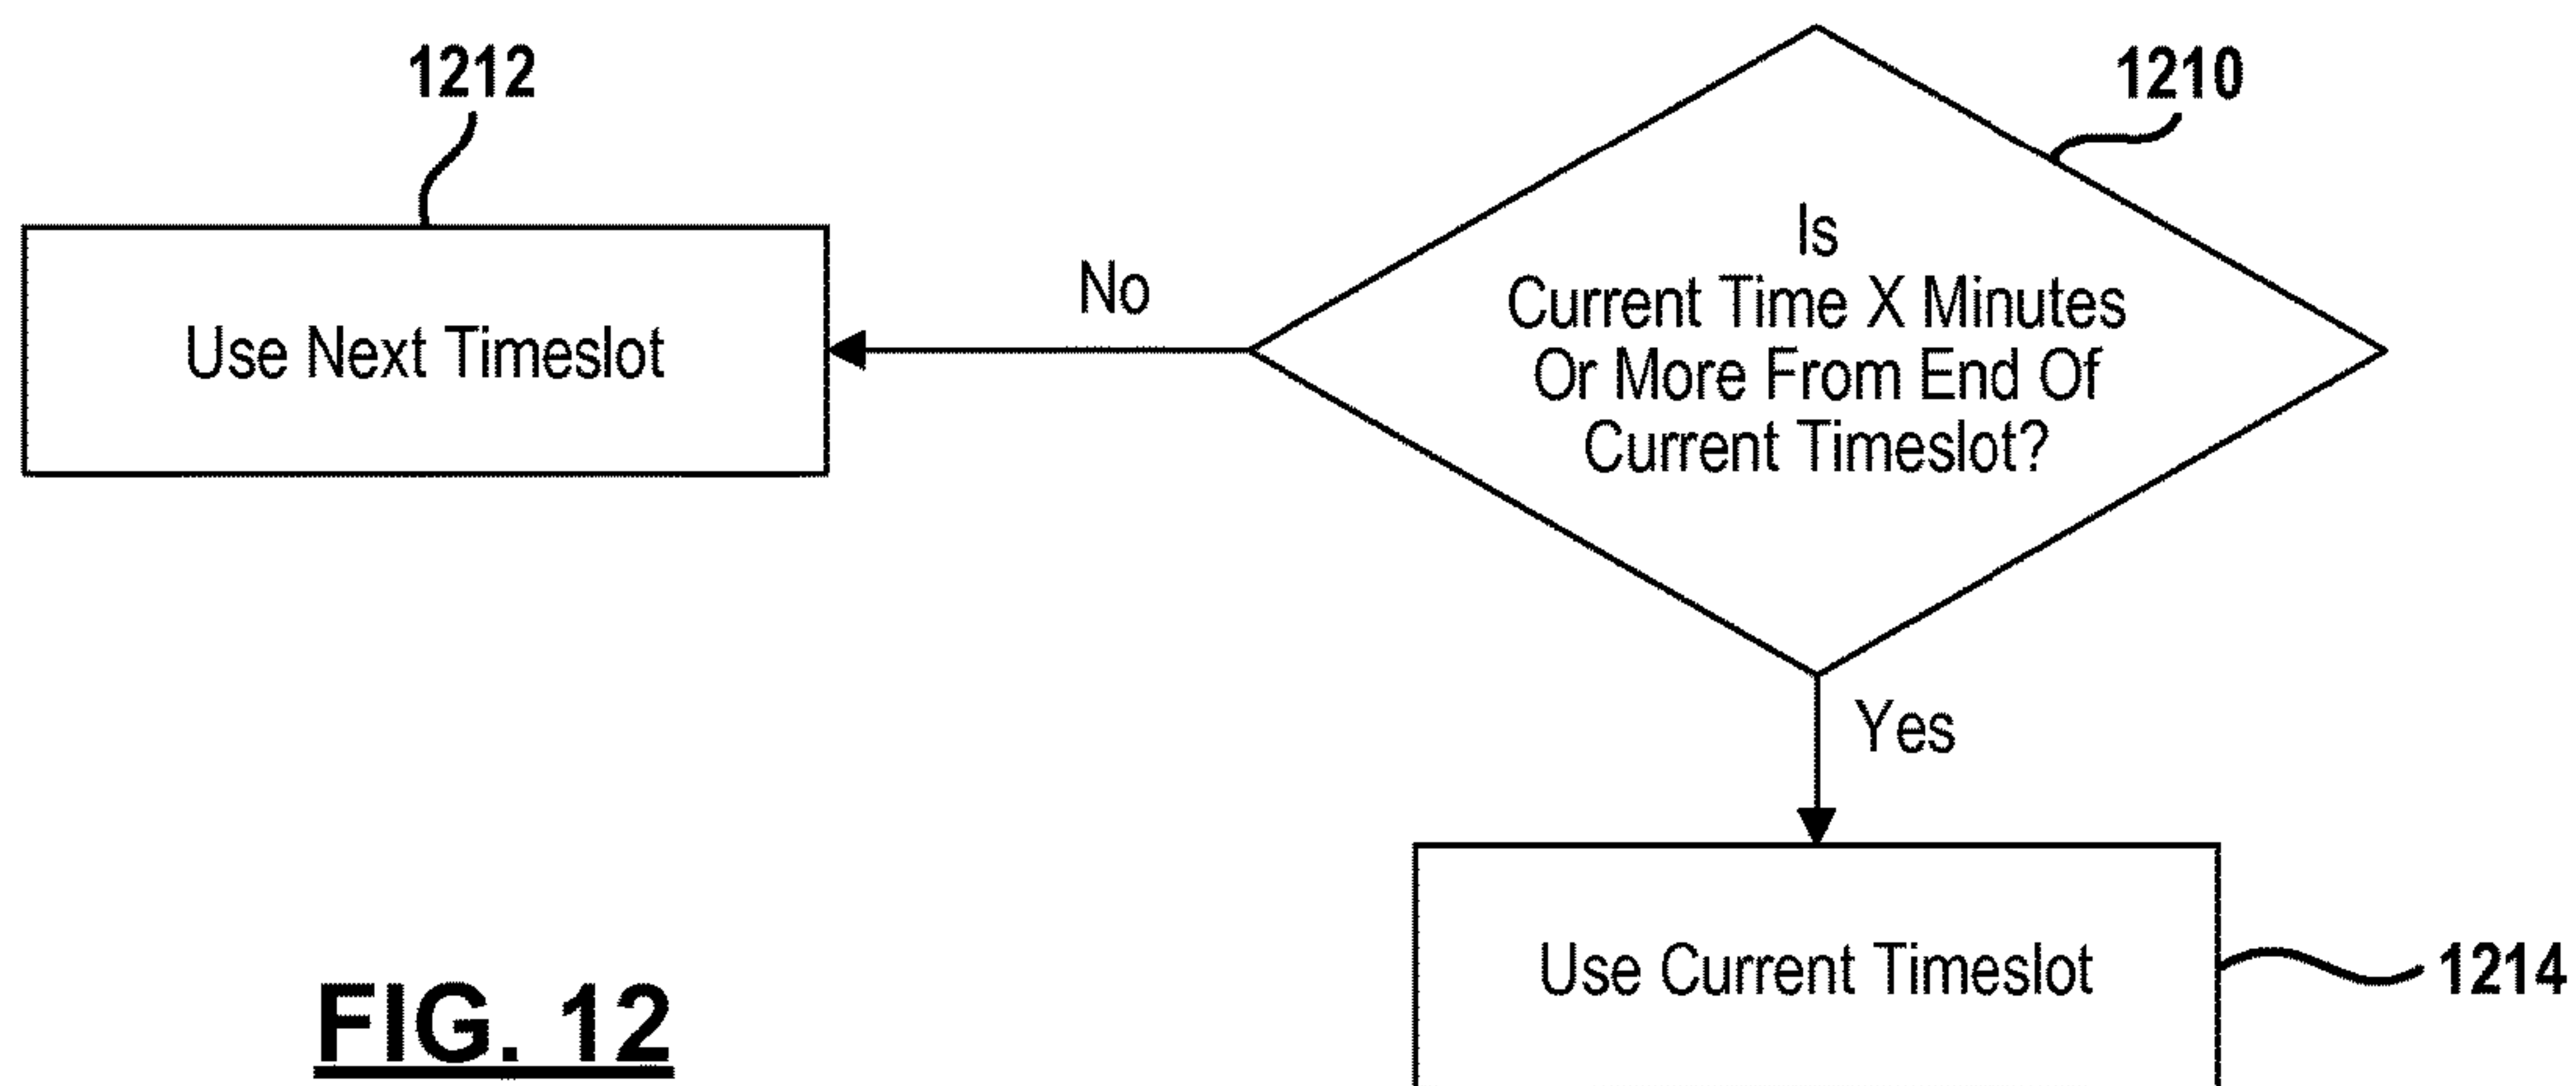 1212
1210
Is
Current Time X Minutes
Or More From End Of
Current Timeslot?
No
Use Next Timeslot
Yes
Use Current Timeslot
1214
FIG. 12